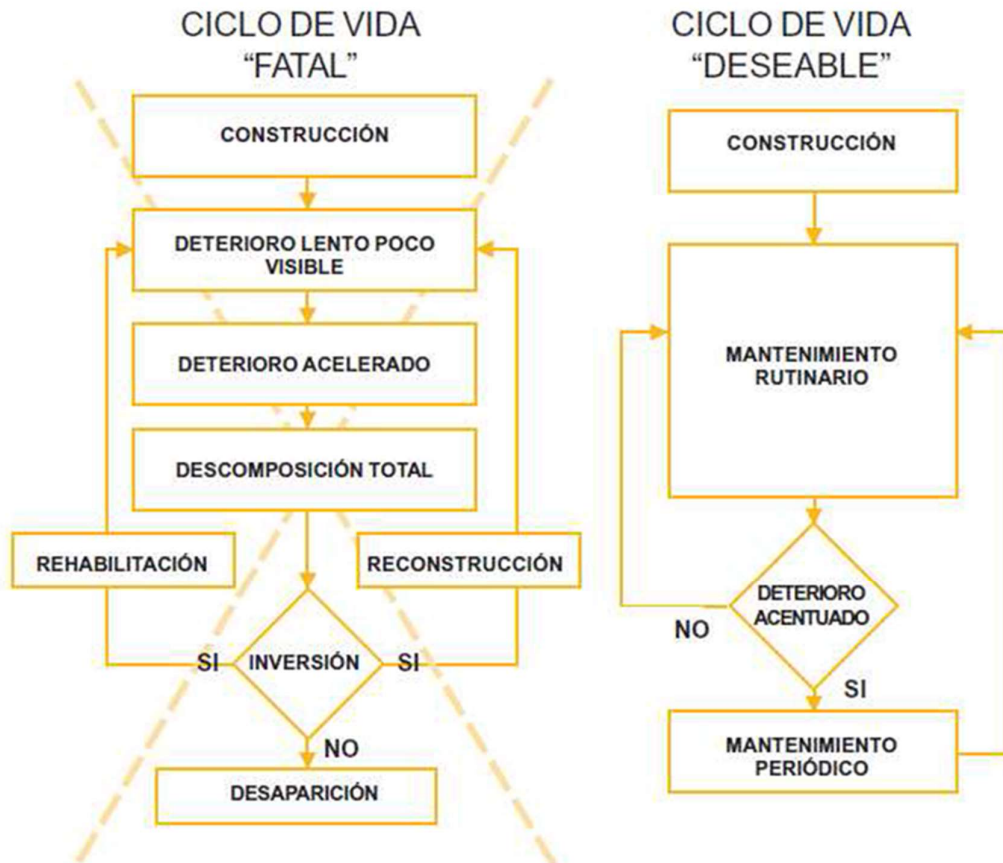 CICLO DE VIDA
“FATAL”
CONSTRUCCIÓN
DETERIORO LENTO POCO
VISIBLE
DETERIORO ACELERADO
DESCOMPOSICIÓN TOTAL
REHABILITACIÓN
RECONSTRUCCIÓN
SI
INVERSIÓN
SI
NO
DESAPARICIÓN
CICLO DE VIDA
“DESEABLE”
CONSTRUCCIÓN
MANTENIMIENTO
RUTINARIO
DETERIORO
ACENTUADO
NO
SI
MANTENIMIENTO
PERIÓDICO